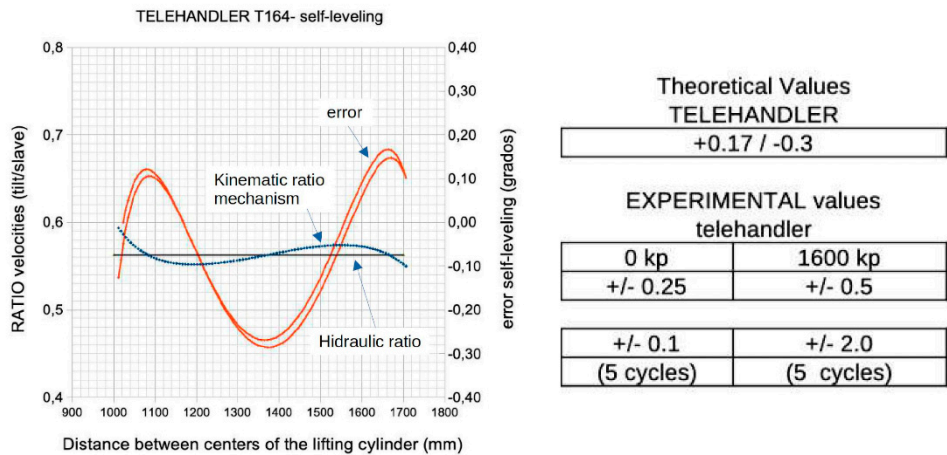 TELEHANDLER T164- self-leveling
RATIO velocities (tilt/slave)
0,8
0,7
0,6
0,5
0,4
error
Kinematic ratio
mechanism
Hidraulic ratio
0,40
0,30
0,20
0,10
0,00
-0,10
-0,20
-0,30
-0,40
error self-leveling (grados)
900 1000 1100 1200 1300 1400 1500 1600 1700 1800
Distance between centers of the lifting cylinder (mm)
Theoretical Values
TELEHANDLER
+0.17 / -0.3
EXPERIMENTAL values
telehandler
0 kp 1600 kp
+/- 0.25 +/- 0.5
+/- 0.1 +/- 2.0
(5 cycles) (5 cycles)